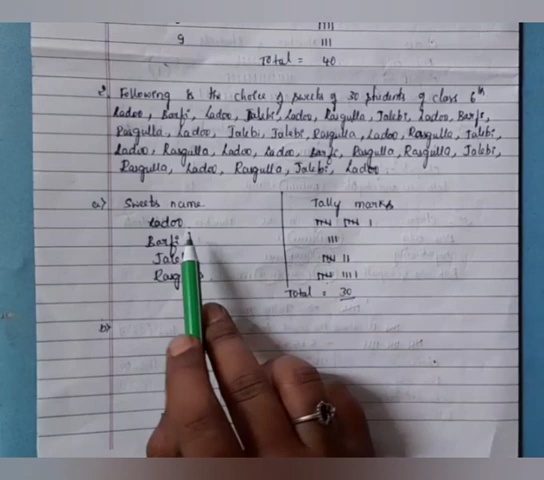 9 |||
Total = 40
2. Following is the choice of sweets of 30 students of class 6th
Ladoo, Barfi, Ladoo, Jalebi, Ladoo, Rasgulla, Jalebi, Ladoo, Barfi,
Rasgulla, Ladoo, Jalebi, Jalebi, Rasgulla, Ladoo, Rasgulla, Jalebi,
Ladoo, Rasgulla, Ladoo, Ladoo, Barfi, Rasgulla, Rasgulla, Jalebi,
Rasgulla, Ladoo, Rasgulla, Jalebi, Ladoo
a) Sweets name Tally marks
Ladoo
Barfi |||
Total = 30
b)